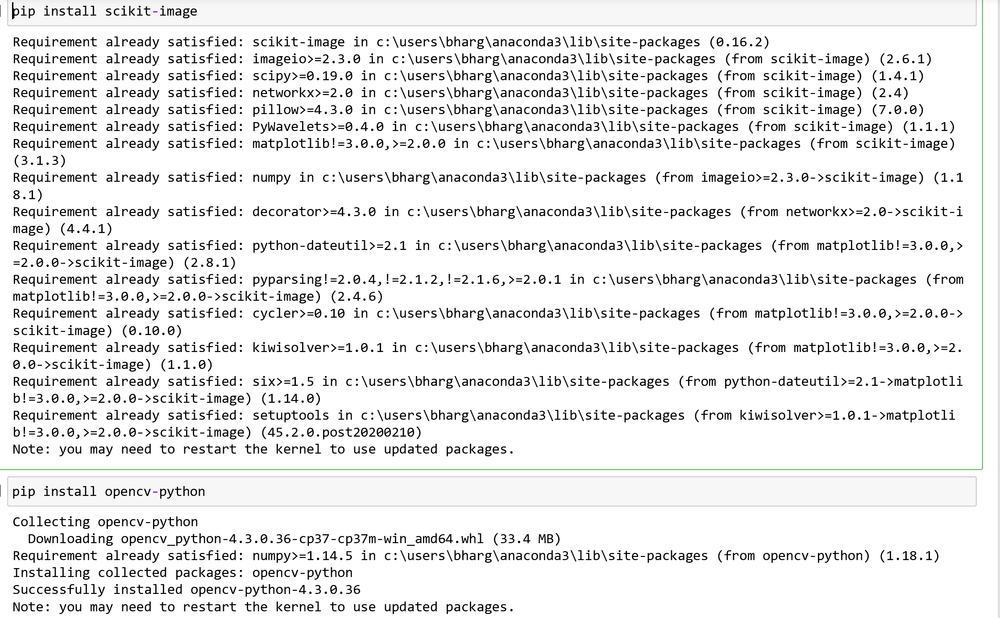 pip install scikit-image
Requirement already satisfied: scikit-image in c:\users\bharg\anaconda3\lib\site-packages (0.16.2)
Requirement already satisfied: imageio>=2.3.0 in c:\users\bharg\anaconda3\lib\site-packages (from scikit-image) (2.6.1)
Requirement already satisfied: scipy>=0.19.0 in c:\users\bharg\anaconda3\lib\site-packages (from scikit-image) (1.4.1)
Requirement already satisfied: networkx>=2.0 in c:\users\bharg\anaconda3\lib\site-packages (from scikit-image) (2.4)
Requirement already satisfied: pillow>=4.3.0 in c:\users\bharg\anaconda3\lib\site-packages (from scikit-image) (7.0.0)
Requirement already satisfied: PyWavelets>=0.4.0 in c:\users\bharg\anaconda3\lib\site-packages (from scikit-image) (1.1.1)
Requirement already satisfied: matplotlib!=3.0.0,>=2.0.0 in c:\users\bharg\anaconda3\lib\site-packages (from scikit-image)
(3.1.3)
Requirement already satisfied: numpy in c:\users\bharg\anaconda3\lib\site-packages (from imageio>=2.3.0->scikit-image) (1.1
8.1)
Requirement already satisfied: decorator>=4.3.0 in c:\users\bharg\anaconda3\lib\site-packages (from networkx>=2.0->scikit-i
mage) (4.4.1)
Requirement already satisfied: python-dateutil>=2.1 in c:\users\bharg\anaconda3\lib\site-packages (from matplotlib!=3.0.0,>
=2.0.0->scikit-image) (2.8.1)
Requirement already satisfied: pyparsing!=2.0.4,!=2.1.2,!=2.1.6,>=2.0.1 in c:\users\bharg\anaconda3\lib\site-packages (from
matplotlib!=3.0.0,>=2.0.0->scikit-image) (2.4.6)
Requirement already satisfied: cycler>=0.10 in c:\users\bharg\anaconda3\lib\site-packages (from matplotlib!=3.0.0,>=2.0.0->
scikit-image) (0.10.0)
Requirement already satisfied: kiwisolver>=1.0.1 in c:\users\bharg\anaconda3\lib\site-packages (from matplotlib!=3.0.0,>=2.
0.0->scikit-image) (1.1.0)
Requirement already satisfied: six>=1.5 in c:\users\bharg\anaconda3\lib\site-packages (from python-dateutil>=2.1->matplotli
b!=3.0.0,>=2.0.0->scikit-image) (1.14.0)
Requirement already satisfied: setuptools in c:\users\bharg\anaconda3\lib\site-packages (from kiwisolver>=1.0.1->matplotli
b!=3.0.0,>=2.0.0->scikit-image) (45.2.0.post20200210)
Note: you may need to restart the kernel to use updated packages.
pip install opencv-python
Collecting opencv-python
  Downloading opencv_python-4.3.0.36-cp37-cp37m-win_amd64.whl (33.4 MB)
Requirement already satisfied: numpy>=1.14.5 in c:\users\bharg\anaconda3\lib\site-packages (from opencv-python) (1.18.1)
Installing collected packages: opencv-python
Successfully installed opencv-python-4.3.0.36
Note: you may need to restart the kernel to use updated packages.